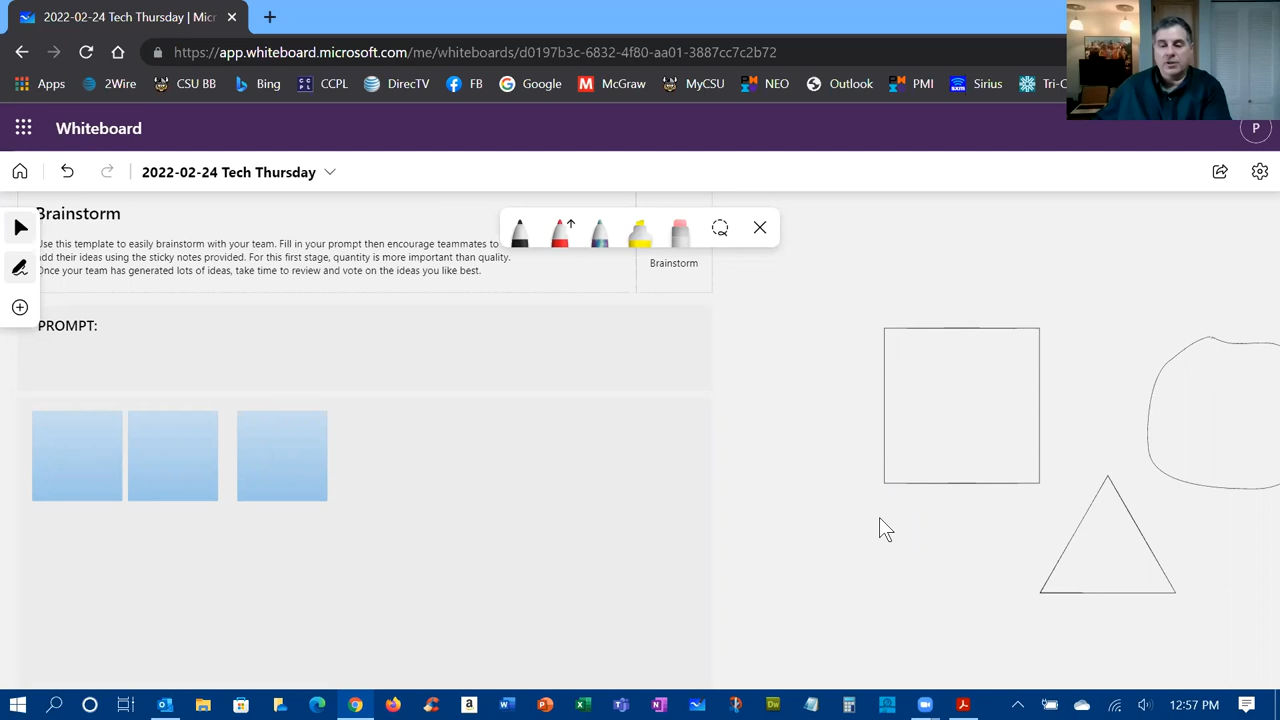 2022-02-24 Tech Thursday | Micr
https://app.whiteboard.microsoft.com/me/whiteboards/d0197b3c-6832-4f80-aa01-3887cc7c2b72
Apps 2Wire CSU BB Bing CCPL DirecTV FB Google McGraw MyCSU NEO Outlook PMI Sirius Tri-C
Whiteboard P
2022-02-24 Tech Thursday
Brainstorm
Use this template to easily brainstorm with your team. Fill in your prompt then encourage teammates to
add their ideas using the sticky notes provided. For this first stage, quantity is more important than quality.
Once your team has generated lots of ideas, take time to review and vote on the ideas you like best.
Brainstorm
PROMPT:
12:57 PM